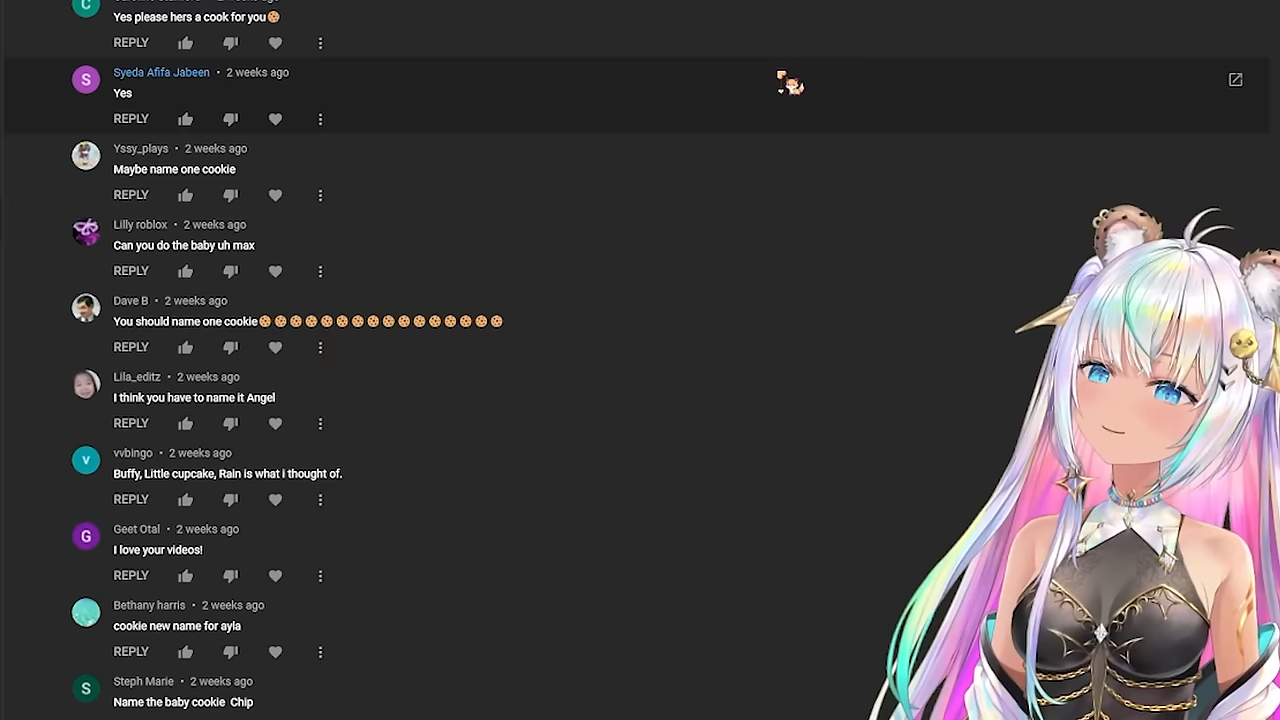 Yes please hers a cook for you🍪
REPLY
Syeda Afifa Jabeen • 2 weeks ago
Yes
REPLY
Yssy_plays • 2 weeks ago
Maybe name one cookie
REPLY
Lilly roblox • 2 weeks ago
Can you do the baby uh max
REPLY
Dave B • 2 weeks ago
You should name one cookie🍪🍪🍪🍪🍪🍪🍪🍪🍪🍪🍪🍪🍪🍪🍪🍪
REPLY
Lila_editz • 2 weeks ago
I think you have to name it Angel
REPLY
vvbingo • 2 weeks ago
Buffy, Little cupcake, Rain is what i thought of.
REPLY
Geet Otal • 2 weeks ago
I love your videos!
REPLY
Bethany harris • 2 weeks ago
cookie new name for ayla
REPLY
Steph Marie • 2 weeks ago
Name the baby cookie  Chip